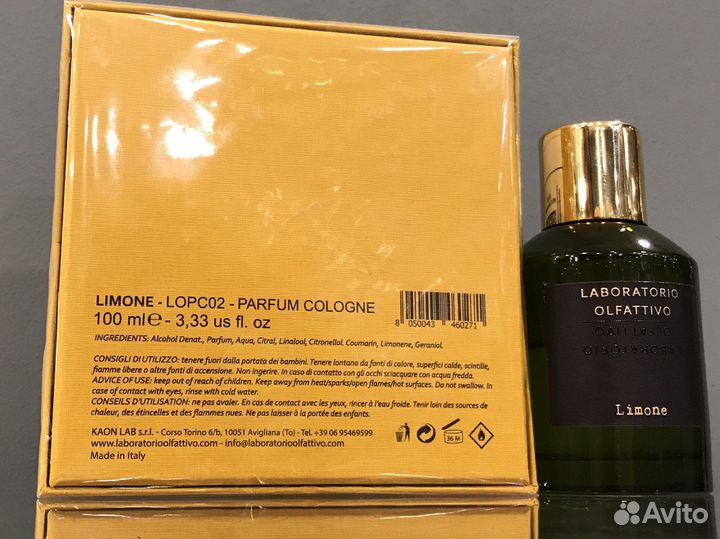 LIMONE - LOPC02 - PARFUM COLOGNE
100 ml℮ - 3,33 us fl. oz
8 050043 460271
INGREDIENTS: Alcohol Denat., Parfum, Aqua, Citral, Linalool, Citronellol. Coumarin, Limonene, Geraniol.
CONSIGLI DI UTILIZZO: tenere fuori dalla portata dei bambini. Tenere lontano da fonti di calore, superfici calde, scintille,
fiamme libere o altre fonti di accensione. Non ingerire. In caso di contatto con gli occhi sciacquare con acqua fredda.
ADVICE OF USE: keep out of reach of children. Keep away from heat/sparks/open flames/hot surfaces. Do not swallow. In
case of contact with eyes, rinse with cold water.
CONSEILS D'UTILISATION: ne pas avaler. En cas de contact avec les yeux, rincer à l'eau froide. Tenir loin des sources de
chaleur, des étincelles et des flammes nues. Ne pas laisser à la portée des enfants.
KAON LAB s.r.l. - Corso Torino 6/b, 10051 Avigliana (To) - Tel. +39 06 95469599
www.laboratorioolfattivo.com - info@laboratorioolfattivo.com
Made in Italy
36 M
LABORATORIO
OLFATTIVO
Limone
Avito